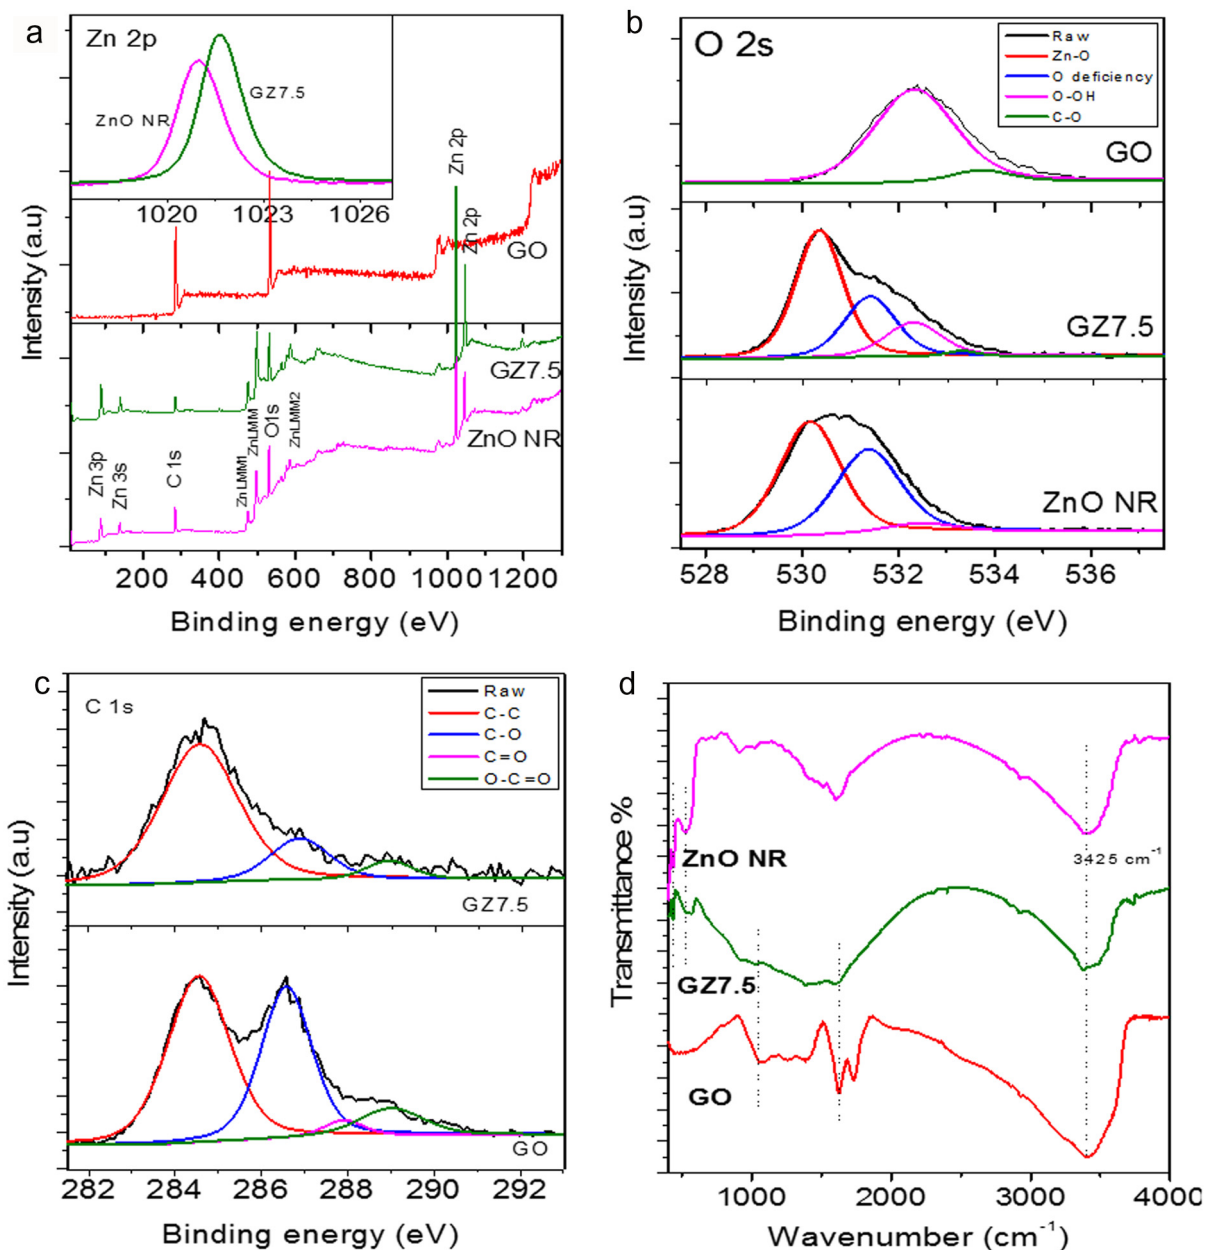 a
Zn 2p
GZ7.5
ZnO NR
1020 1023 1026
Zn 2p
Zn 2p
GO
GZ7.5
ZnO NR
Zn 3p
Zn 3s
C 1s
ZnLMM1
ZnLMM
O1s
ZnLMM2
Intensity (a.u)
200 400 600 800 1000 1200
Binding energy (eV)
b
O 2s
Raw
Zn-O
O deficiency
O-OH
C-O
GO
GZ7.5
ZnO NR
Intensity (a.u)
528 530 532 534 536
Binding energy (eV)
c
C 1s
Raw
C-C
C-O
C=O
O-C=O
GZ7.5
GO
Intensity (a.u)
282 284 286 288 290 292
Binding energy (eV)
d
ZnO NR
3425 cm⁻¹
GZ7.5
GO
Transmittance %
1000 2000 3000 4000
Wavenumber (cm⁻¹)